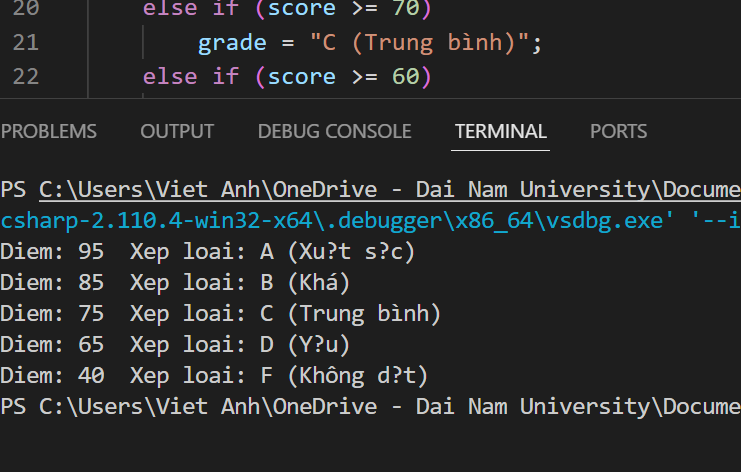 20 else if (score >= 70)
21 grade = "C (Trung bình)";
22 else if (score >= 60)
PROBLEMS OUTPUT DEBUG CONSOLE TERMINAL PORTS
PS C:\Users\Viet Anh\OneDrive - Dai Nam University\Docume
csharp-2.110.4-win32-x64\.debugger\x86_64\vsdbg.exe' '--i
Diem: 95  Xep loai: A (Xu?t s?c)
Diem: 85  Xep loai: B (Khá)
Diem: 75  Xep loai: C (Trung bình)
Diem: 65  Xep loai: D (Y?u)
Diem: 40  Xep loai: F (Không d?t)
PS C:\Users\Viet Anh\OneDrive - Dai Nam University\Docume